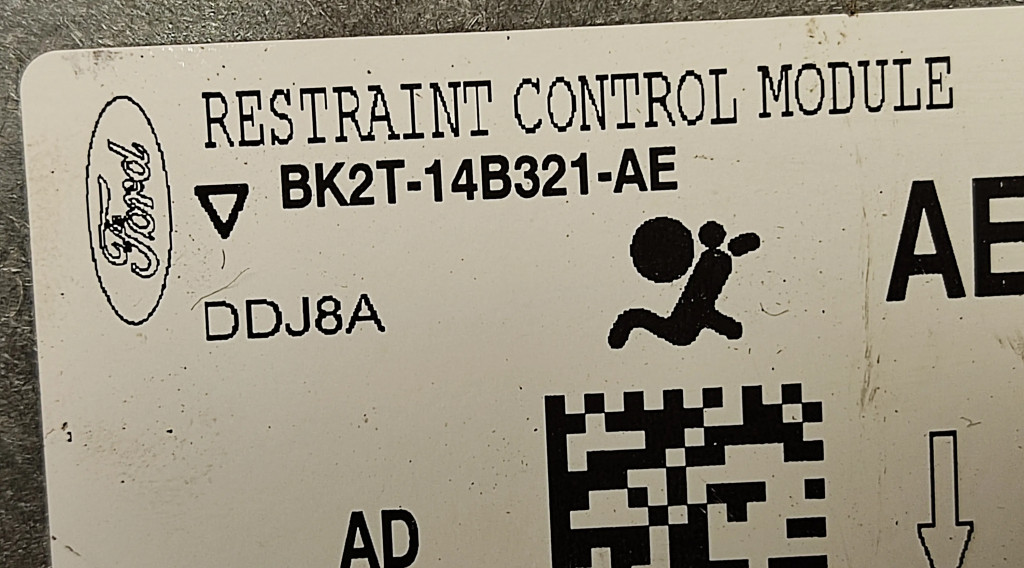 RESTRAINT CONTROL MODULE
Ford
BK2T-14B321-AE
AE
DDJ8A
AD